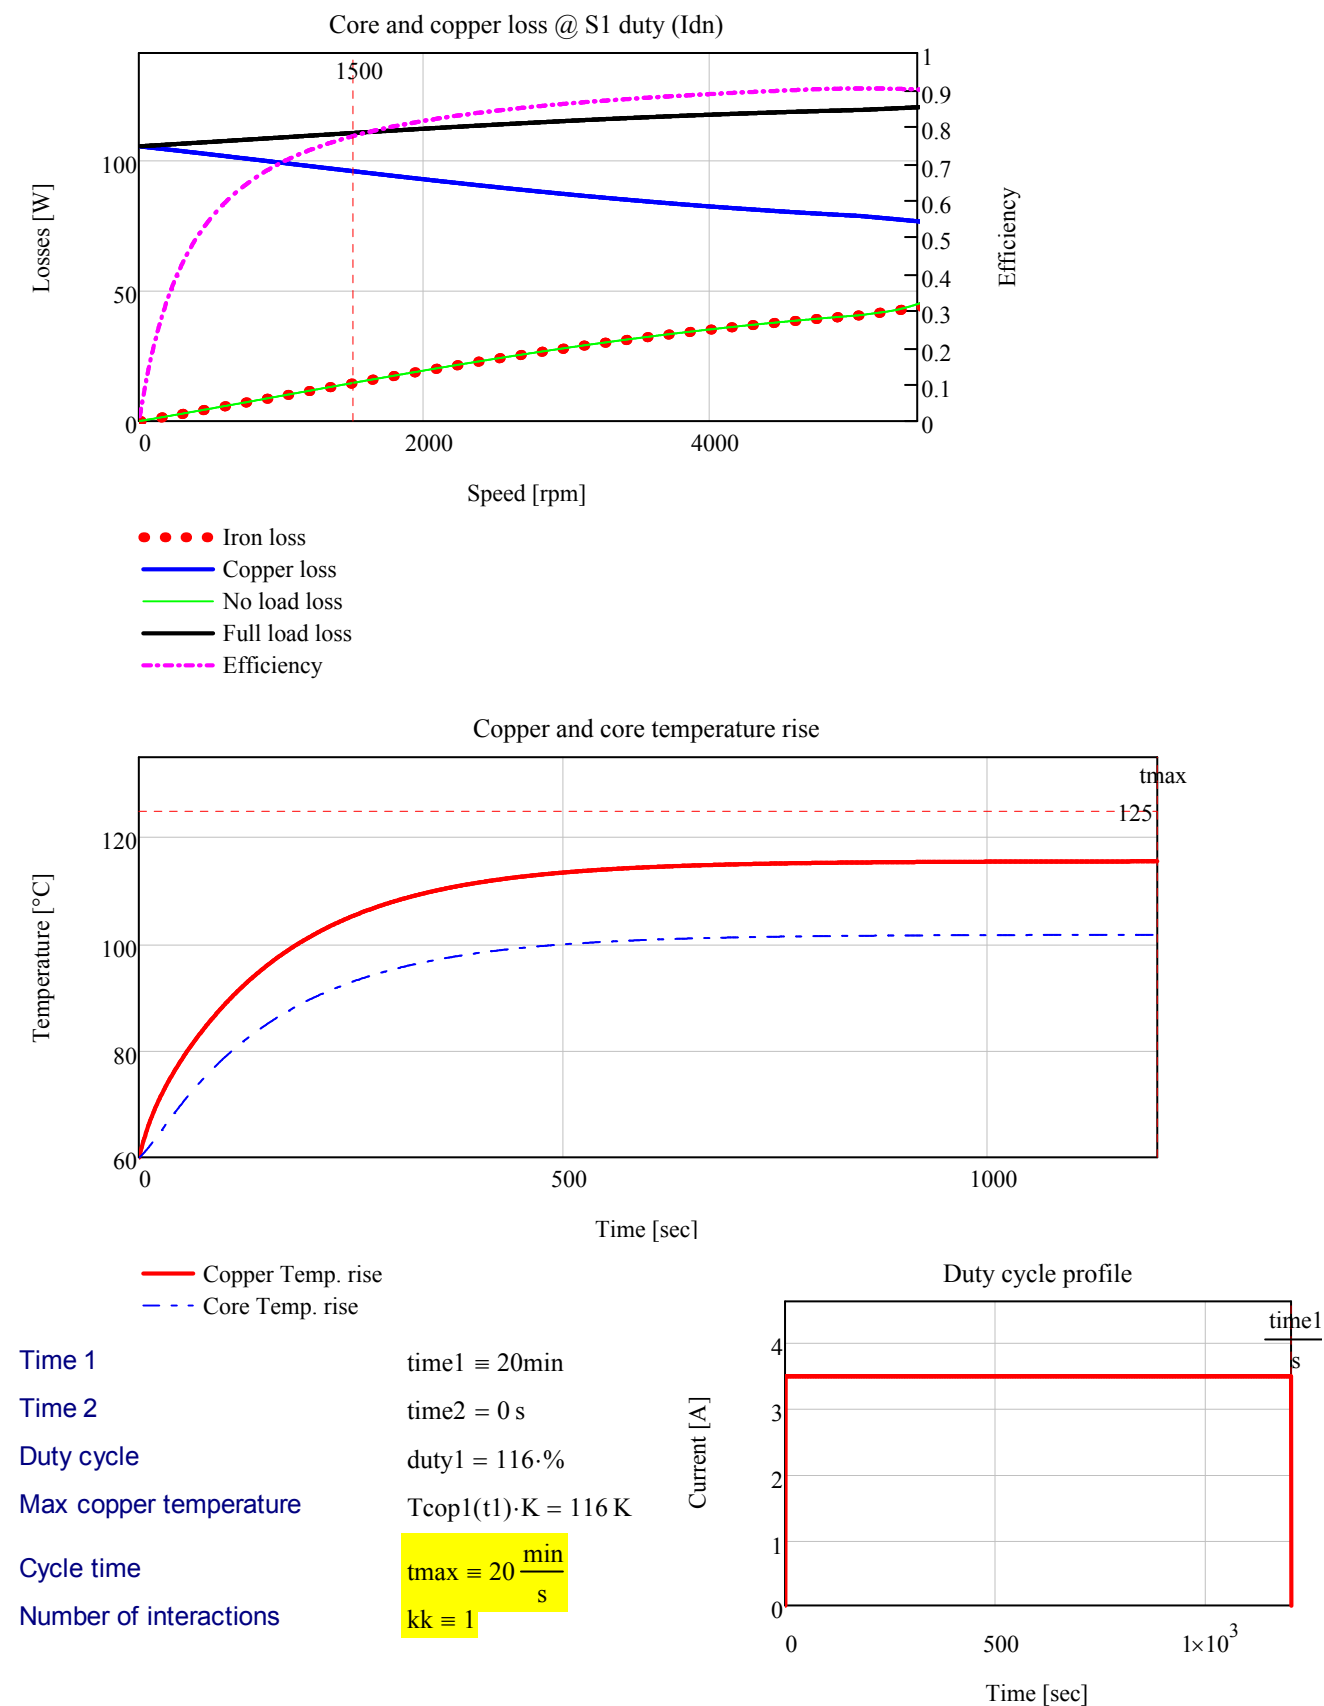 Core and copper loss @ S1 duty (Idn)
1500
1
0.9
0.8
0.7
0.6
0.5
0.4
0.3
0.2
0.1
0
100
50
0
Losses [W]
Efficiency
0 2000 4000
Speed [rpm]
Iron loss
Copper loss
No load loss
Full load loss
Efficiency
Copper and core temperature rise
tmax
125
120
100
80
60
Temperature [°C]
0 500 1000
Time [sec]
Copper Temp. rise
Core Temp. rise
Time 1 time1 ≡ 20min
Time 2 time2 = 0 s
Duty cycle duty1 = 116·%
Max copper temperature Tcop1(t1)·K = 116 K
Cycle time tmax ≡ 20 min/s
Number of interactions kk ≡ 1
Duty cycle profile
time1
s
4
3
2
1
0
Current [A]
0 500 1×10³
Time [sec]